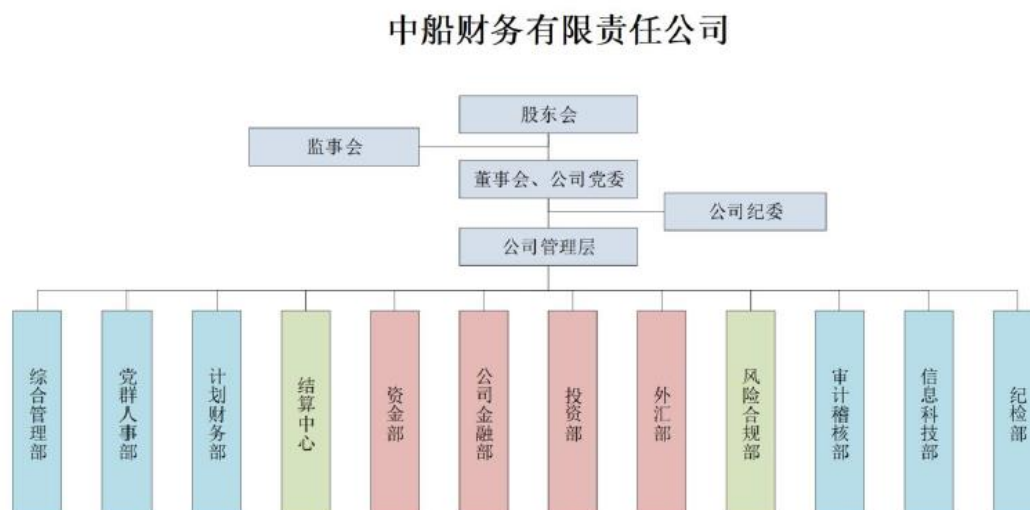 中船财务有限责任公司
股东会
监事会
董事会、公司党委
公司纪委
公司管理层
综合管理部
党群人事部
计划财务部
结算中心
资金部
公司金融部
投资部
外汇部
风险合规部
审计稽核部
信息科技部
纪检部